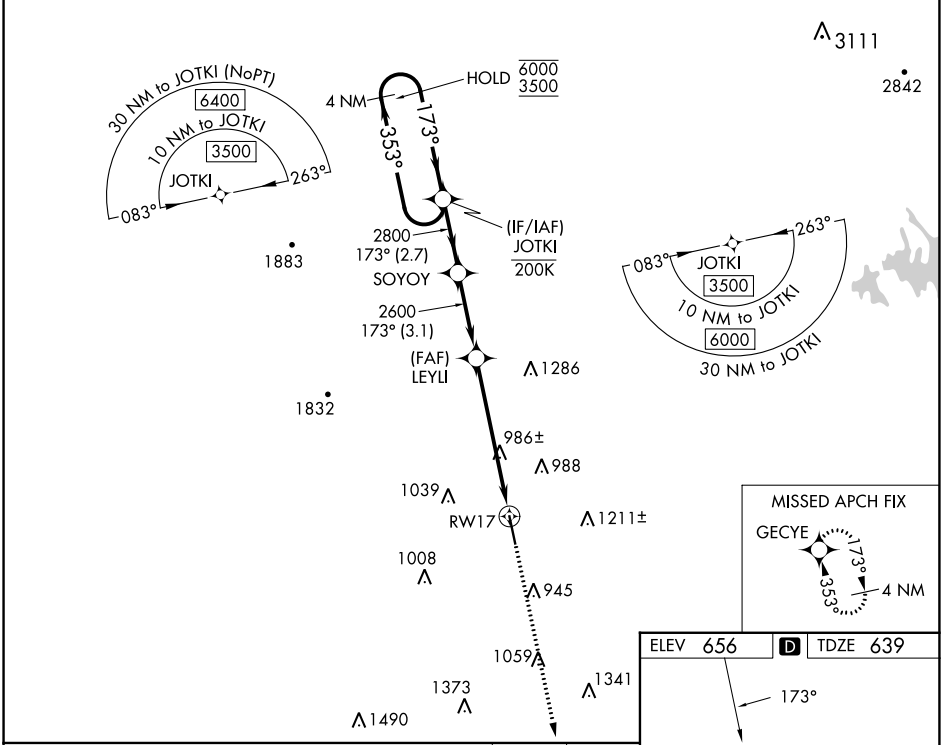 3111
2842
30 NM to JOTKI (NoPT)
6400
10 NM to JOTKI
3500
JOTKI
083°
263°
4 NM
HOLD
6000
3500
173°
353°
(IF/IAF)
JOTKI
200K
2800
173° (2.7)
SOYOY
2600
173° (3.1)
(FAF)
LEYLI
1883
1832
083°
263°
JOTKI
3500
10 NM to JOTKI
6000
30 NM to JOTKI
1286
986±
988
1039
RW17
1211±
1008
945
1059
1373
1341
1490
MISSED APCH FIX
GECYE
173°
353°
4 NM
ELEV 656 D TDZE 639
173°